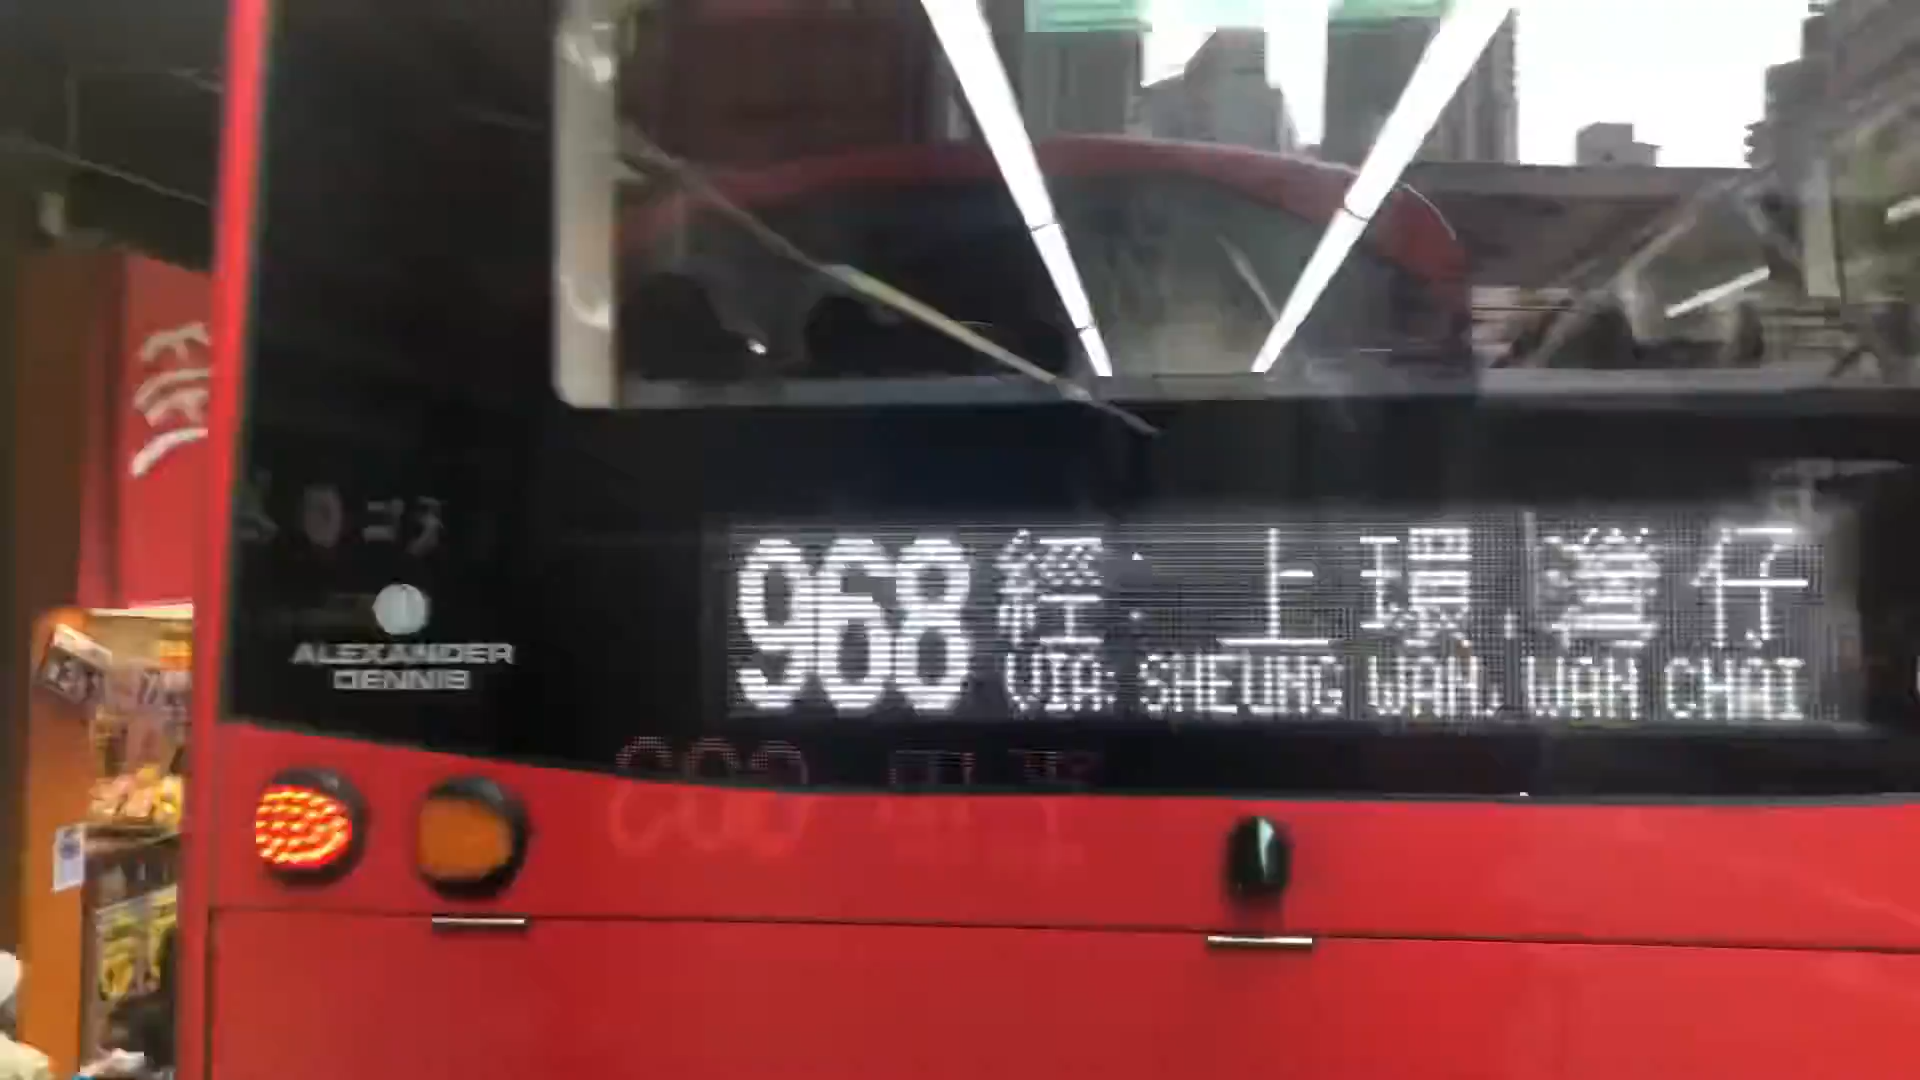 968 經: 上環, 灣仔
VIA: SHEUNG WAN, WAN CHAI
ALEXANDER
DENNIS